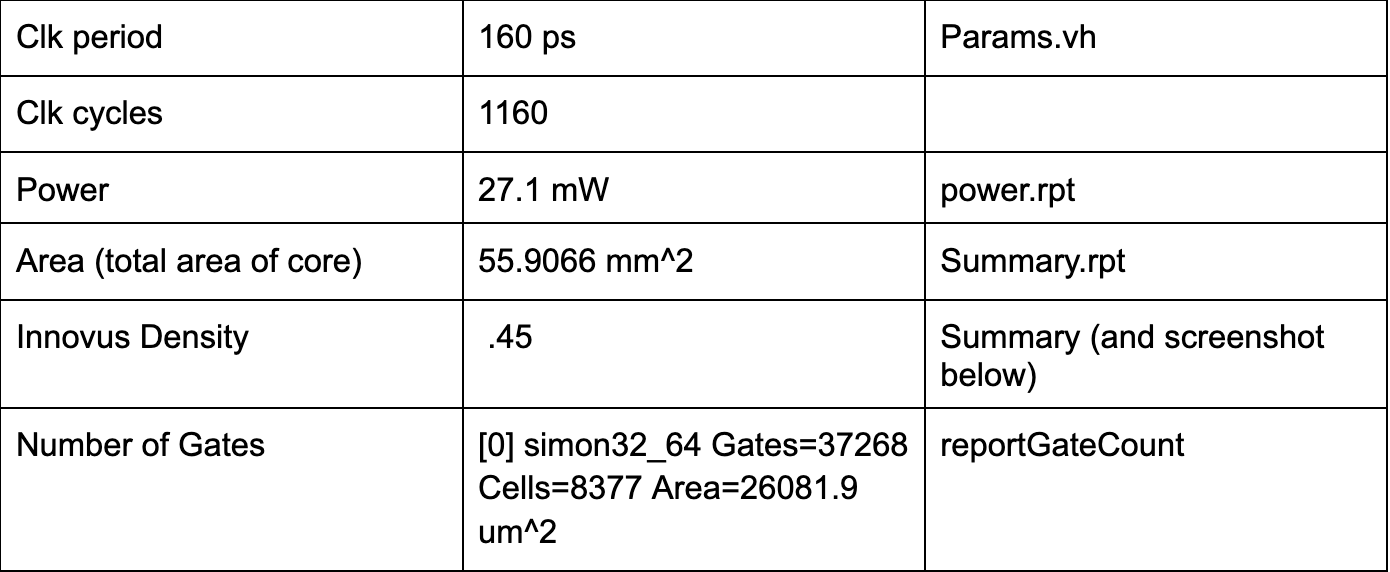 Clk period 160 ps Params.vh
Clk cycles 1160
Power 27.1 mW power.rpt
Area (total area of core) 55.9066 mm^2 Summary.rpt
Innovus Density .45 Summary (and screenshot
below)
Number of Gates [0] simon32_64 Gates=37268 reportGateCount
Cells=8377 Area=26081.9
um^2